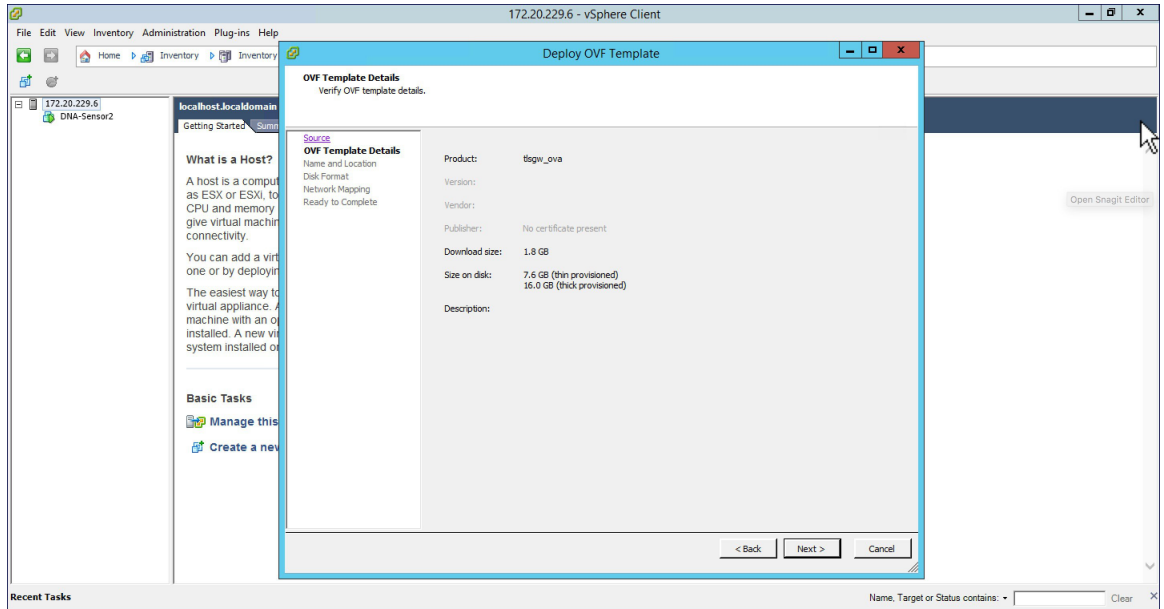 172.20.229.6 - vSphere Client
File Edit View Inventory Administration Plug-ins Help
Home Inventory Inventory
172.20.229.6
DNA-Sensor2
localhost.localdomain
Getting Started Summ
What is a Host?
A host is a comput
as ESX or ESXi, to
CPU and memory
give virtual machin
connectivity.
You can add a virt
one or by deployin
The easiest way to
virtual appliance. A
machine with an op
installed. A new vir
system installed or
Basic Tasks
Manage this
Create a new
Deploy OVF Template
OVF Template Details
Verify OVF template details.
Source
OVF Template Details
Name and Location
Disk Format
Network Mapping
Ready to Complete
Product: tlsgw_ova
Version:
Vendor:
Publisher: No certificate present
Download size: 1.8 GB
Size on disk: 7.6 GB (thin provisioned)
16.0 GB (thick provisioned)
Description:
< Back Next > Cancel
Open Snagit Editor
Recent Tasks
Name, Target or Status contains: Clear